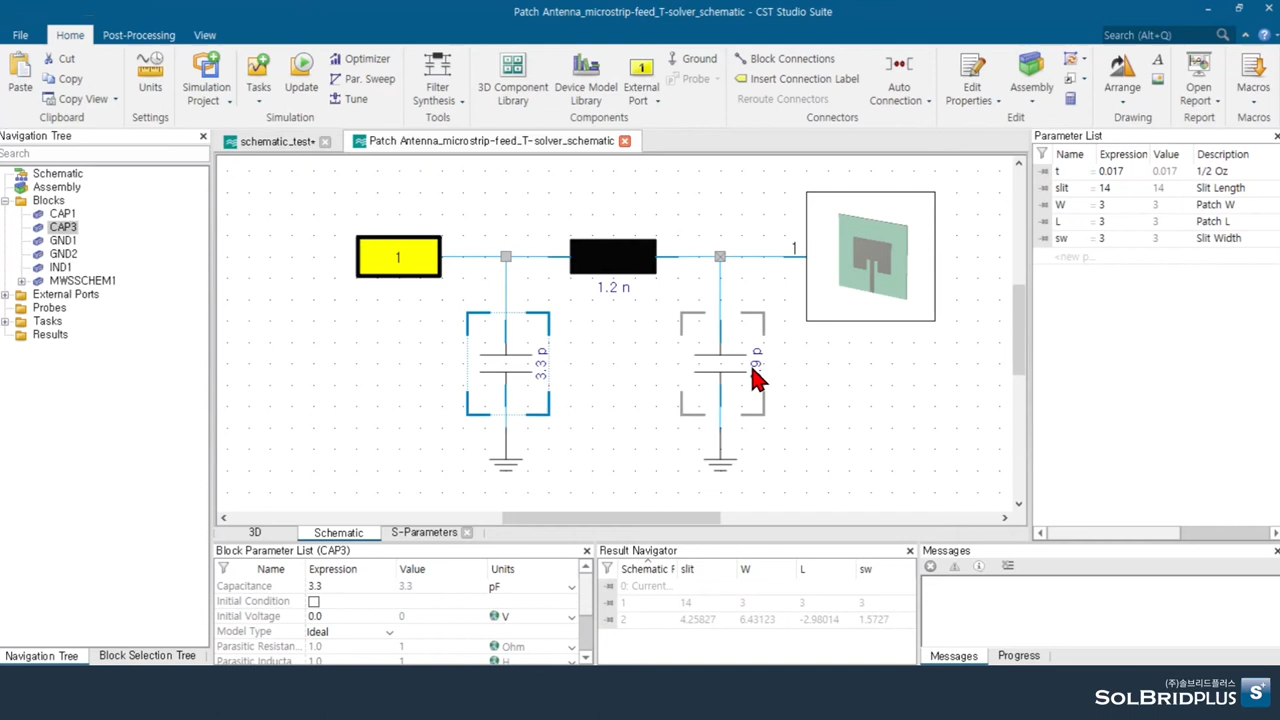 Patch Antenna_microstrip-feed_T-solver_schematic - CST Studio Suite
File Home Post-Processing View Search (Alt+Q)
Paste
Cut
Copy
Copy View
Clipboard
Units
Settings
Simulation Project
Tasks
Update
Optimizer
Par. Sweep
Tune
Simulation
Filter Synthesis
Tools
3D Component Library
Device Model Library
External Port
Ground
Probe
Components
Block Connections
Insert Connection Label
Reroute Connectors
Auto Connection
Connectors
Edit Properties
Assembly
Edit
Arrange
A
Drawing
Open Report
Report
Macros
Macros
Navigation Tree
Search
Schematic
Assembly
Blocks
CAP1
CAP3
GND1
GND2
IND1
MWSSCHEM1
External Ports
Probes
Tasks
Results
Navigation Tree Block Selection Tree
schematic_test*
Patch Antenna_microstrip-feed_T-solver_schematic
1
1.2 n
1
3.3 p
3D Schematic S-Parameters
Parameter List
Name Expression Value Description
t = 0.017 0.017 1/2 Oz
slit = 14 14 Slit Length
W = 3 3 Patch W
L = 3 3 Patch L
sw = 3 3 Slit Width
<new p...
Block Parameter List (CAP3)
Name Expression Value Units
Capacitance 3.3 3.3 pF
Initial Condition
Initial Voltage 0.0 0 V
Model Type Ideal
Parasitic Resistan... 1.0 1 Ohm
Parasitic Inducta... 1.0 1 H
Result Navigator
Schematic slit W L sw
0: Current...
1 14 3 3 3
2 4.25827 6.43123 -2.98014 1.5727
Messages
Messages Progress
(주)솔브리드플러스
SOLBRIDPLUS S+